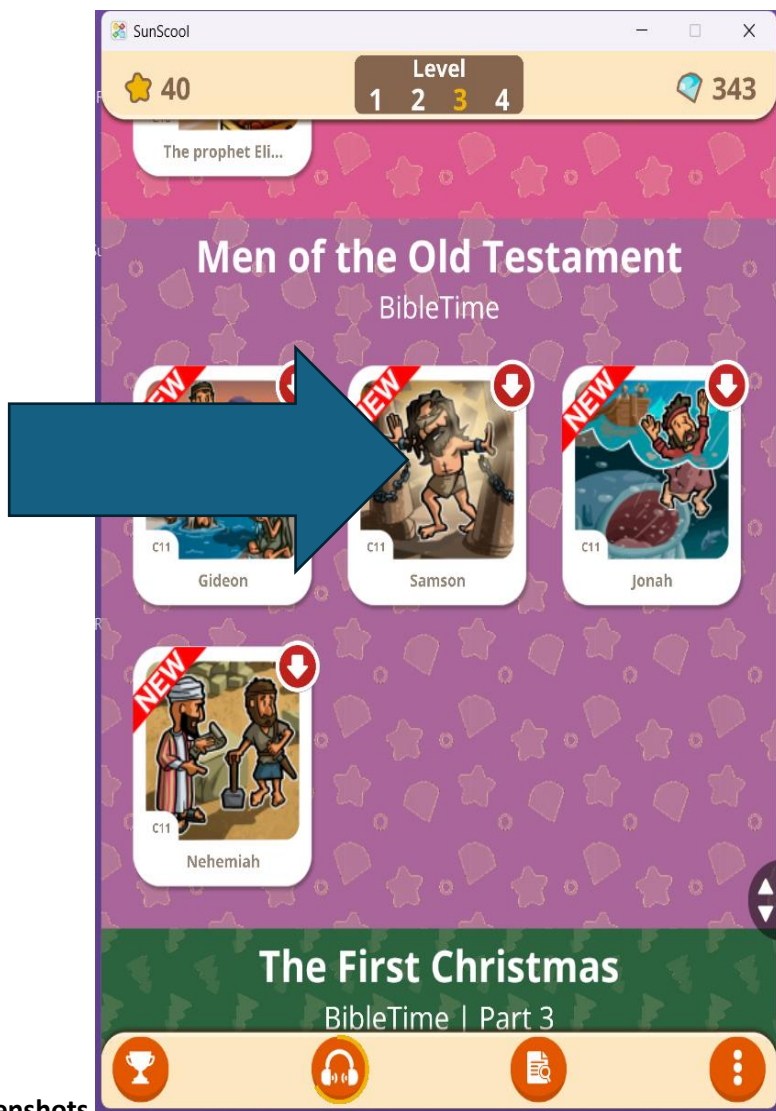 SunScool
40
Level
1 2 3 4
343
The prophet Eli...
Men of the Old Testament
BibleTime
NEW
NEW
NEW
C11
C11
C11
Gideon
Samson
Jonah
NEW
C11
Nehemiah
The First Christmas
BibleTime | Part 3